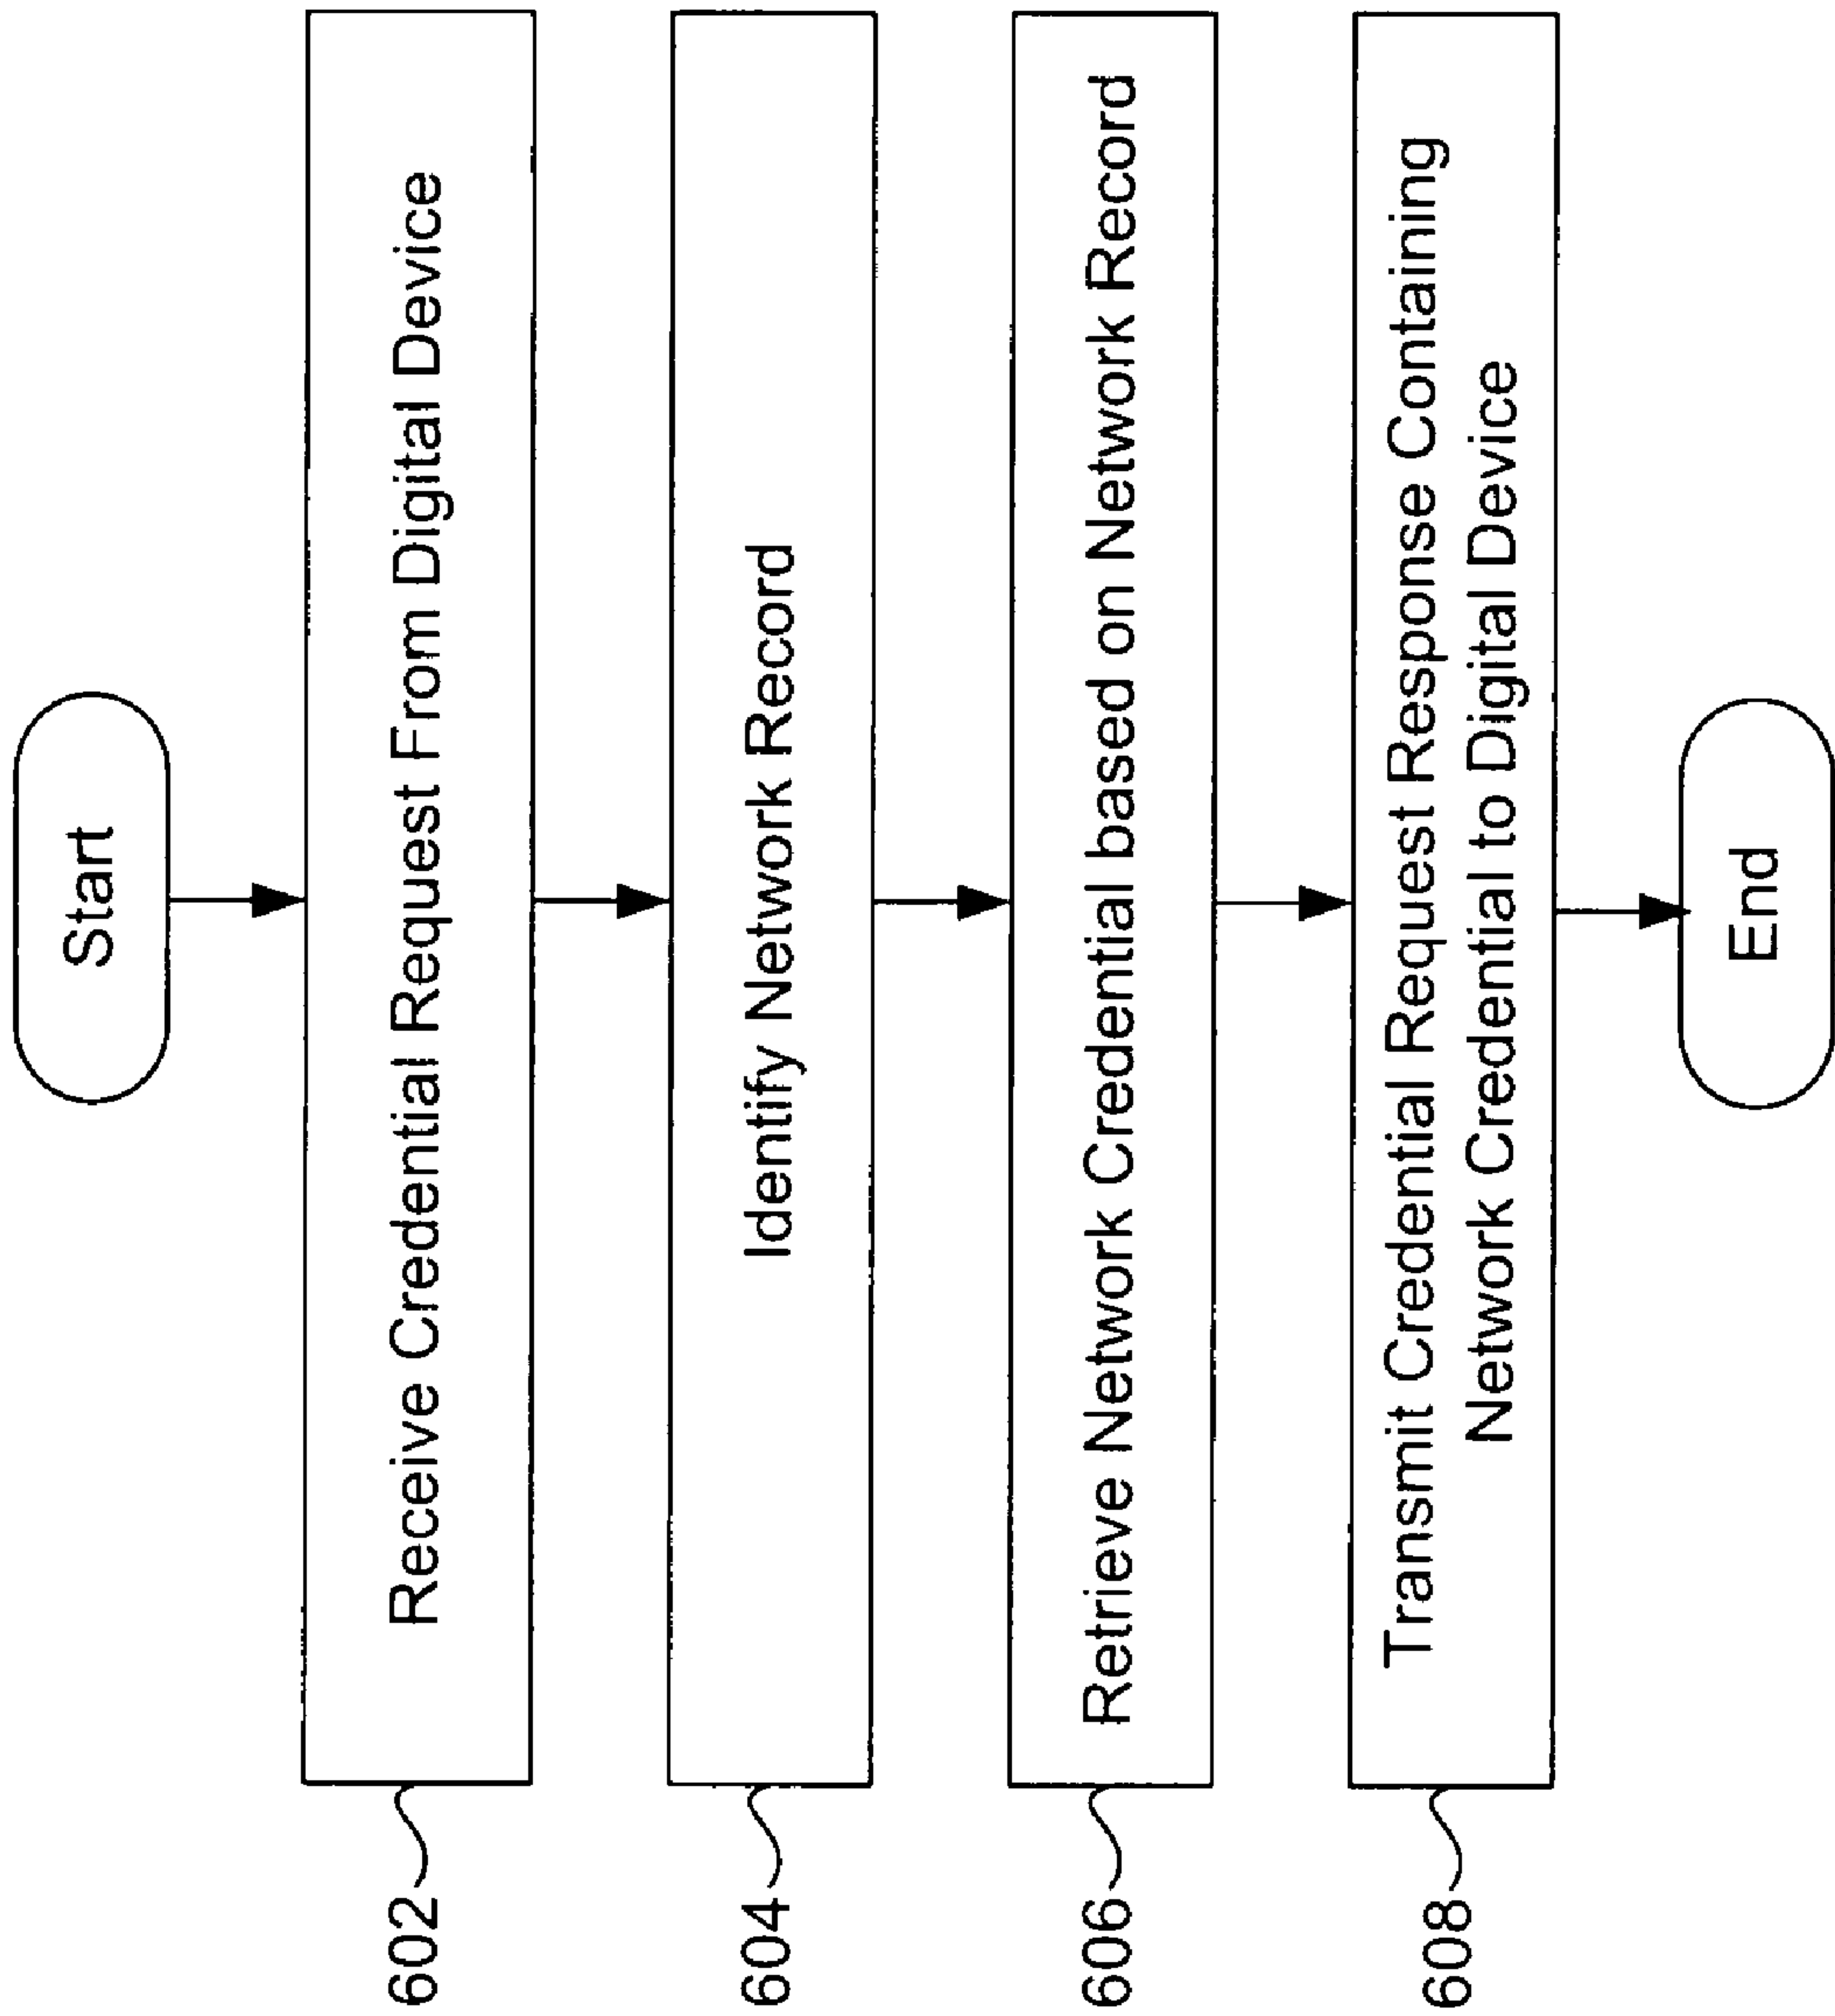 Start
602
Receive Credential Request From Digital Device
604
Identify Network Record
606
Retrieve Network Credential based on Network Record
608
Transmit Credential Request Response Containing
Network Credential to Digital Device
End